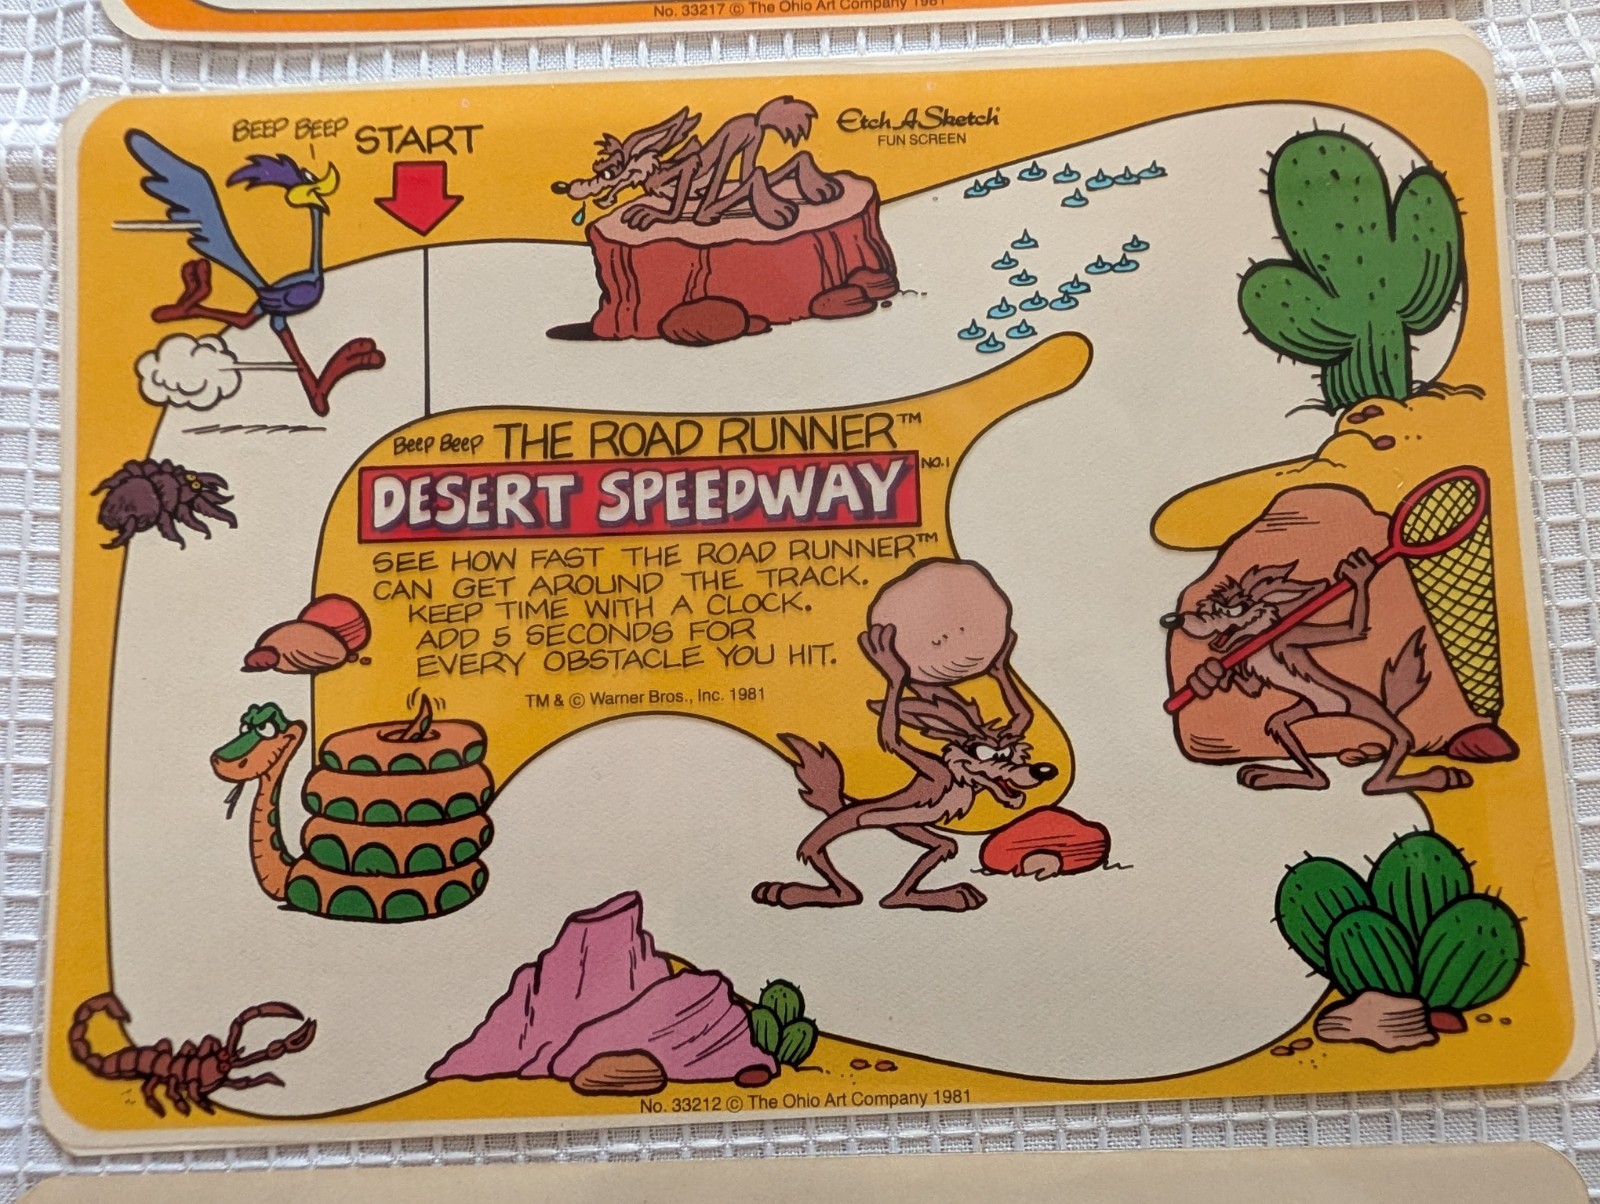 No. 33217 © The Ohio Art Company 1981
BEEP BEEP
START
Etch A Sketch®
FUN SCREEN
BEEP BEEP THE ROAD RUNNER™
DESERT SPEEDWAY NO. 1
SEE HOW FAST THE ROAD RUNNER™
CAN GET AROUND THE TRACK.
KEEP TIME WITH A CLOCK.
ADD 5 SECONDS FOR
EVERY OBSTACLE YOU HIT.
TM & © Warner Bros., Inc. 1981
No. 33212 © The Ohio Art Company 1981